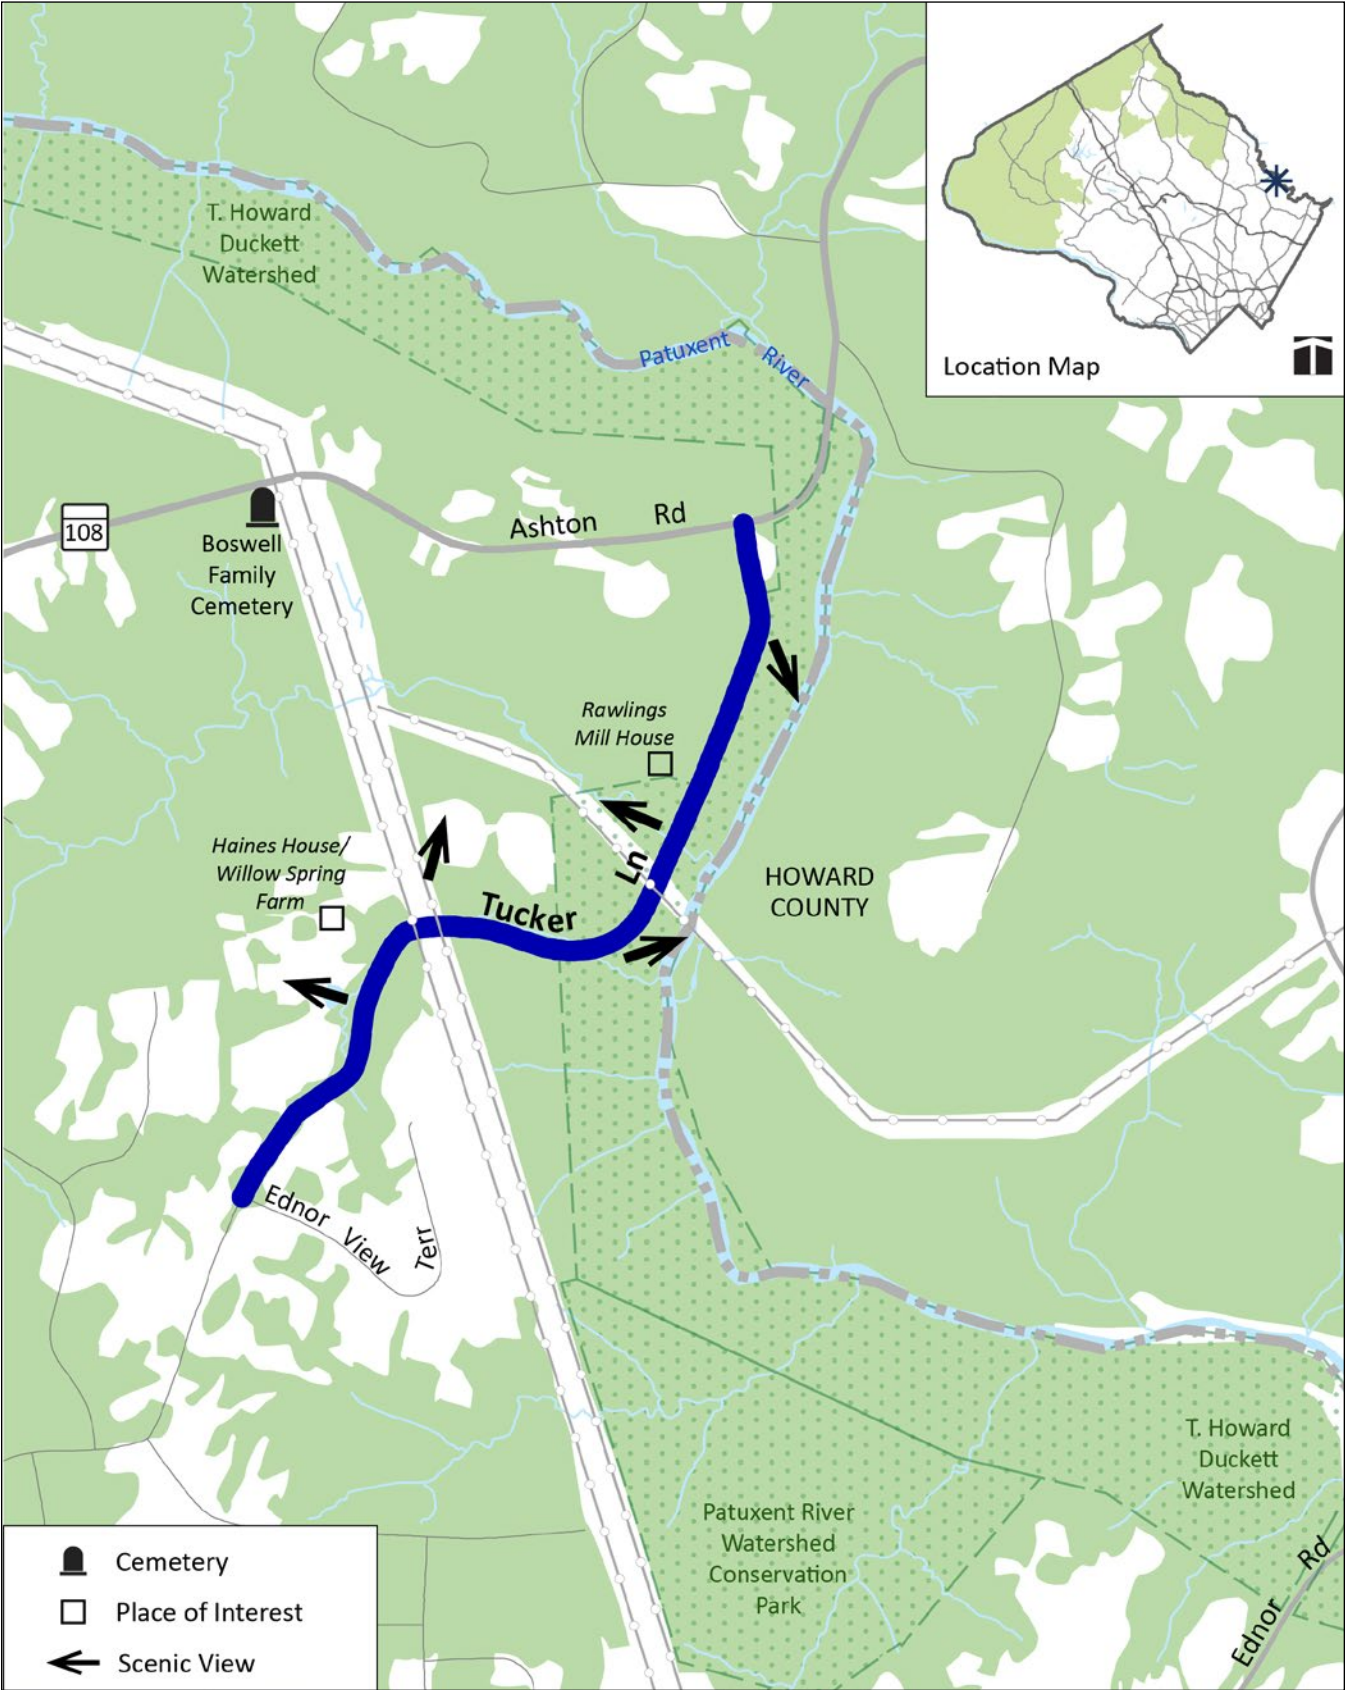 Location Map
T. Howard
Duckett
Watershed
Patuxent River
108
Ashton Rd
Boswell
Family
Cemetery
Rawlings
Mill House
Haines House/
Willow Spring
Farm
Tucker Ln
HOWARD
COUNTY
Ednor View Terr
T. Howard
Duckett
Watershed
Patuxent River
Watershed
Conservation
Park
Ednor Rd
Cemetery
Place of Interest
Scenic View